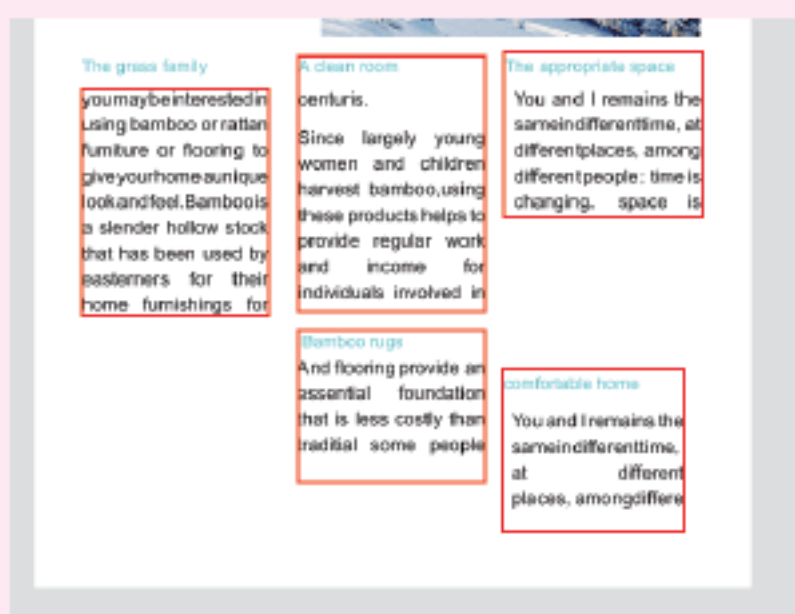 The grass family
youmaybeinterestedin
using bamboo or rattan
furniture or flooring to
giveyourhomeaunique
lookandfeel.Boombois
a slender hollow stock
that has been used by
easterners for their
home furnishings for
A clean room
centuris.
Since largely young
women and children
harvest bamboo,using
these products helps to
provide regular work
and income for
individuals involved in
Bamboo rugs
And flooring provide an
essential foundation
that is less costly than
traditial some people
The appropriate space
You and I remains the
sameindifferenttime, at
differentplaces, among
differentpeople; time is
changing, space is
comfortable home
You and I remains the
sameindifferenttime,
at different
places, amongdiffere